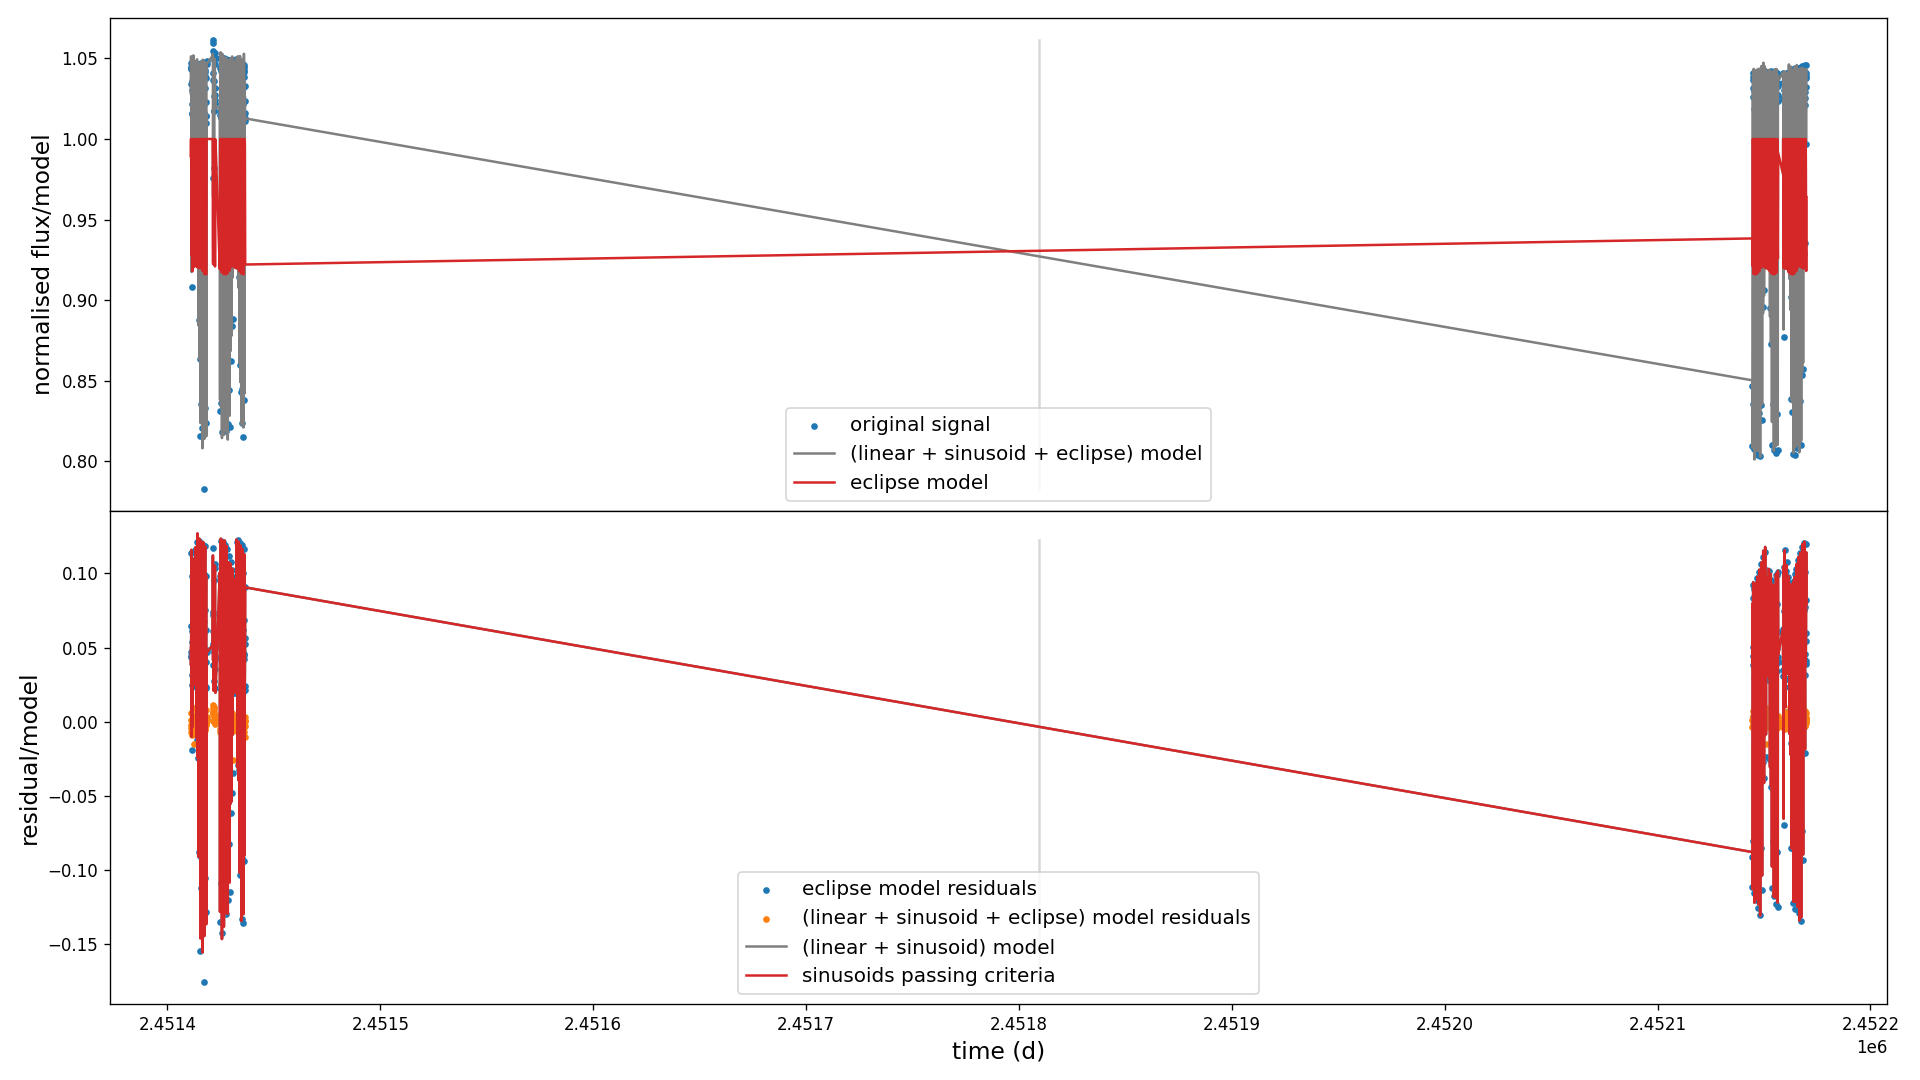 normalised flux/model
1.05
1.00
0.95
0.90
0.85
0.80
original signal
(linear + sinusoid + eclipse) model
eclipse model
residual/model
0.10
0.05
0.00
−0.05
−0.10
−0.15
eclipse model residuals
(linear + sinusoid + eclipse) model residuals
(linear + sinusoid) model
sinusoids passing criteria
2.4514 2.4515 2.4516 2.4517 2.4518 2.4519 2.4520 2.4521 2.4522
1e6
time (d)